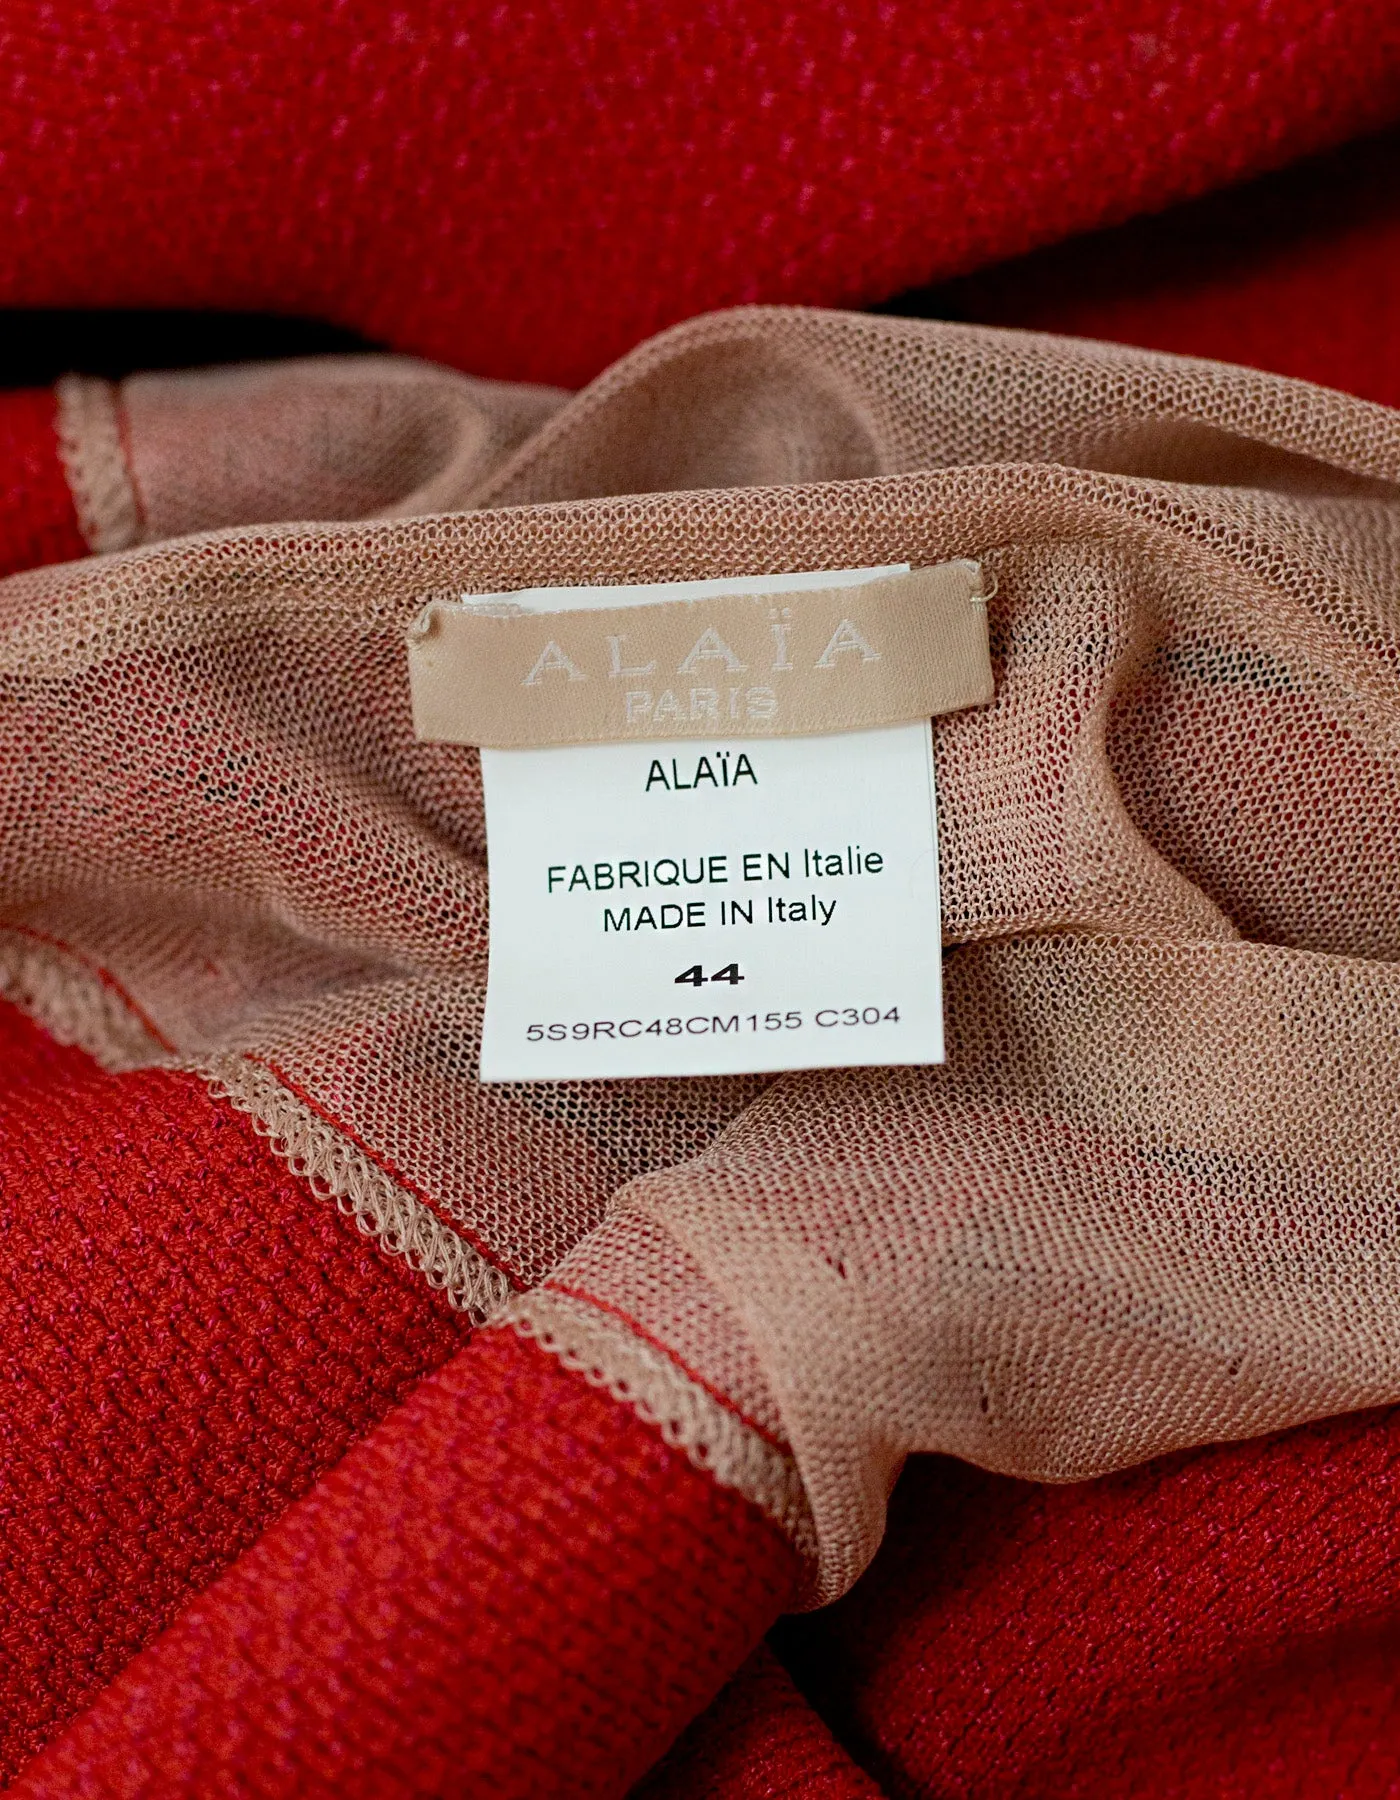 ALAÏA
PARIS
ALAÏA
FABRIQUE EN Italie
MADE IN Italy
44
5S9RC48CM155 C304